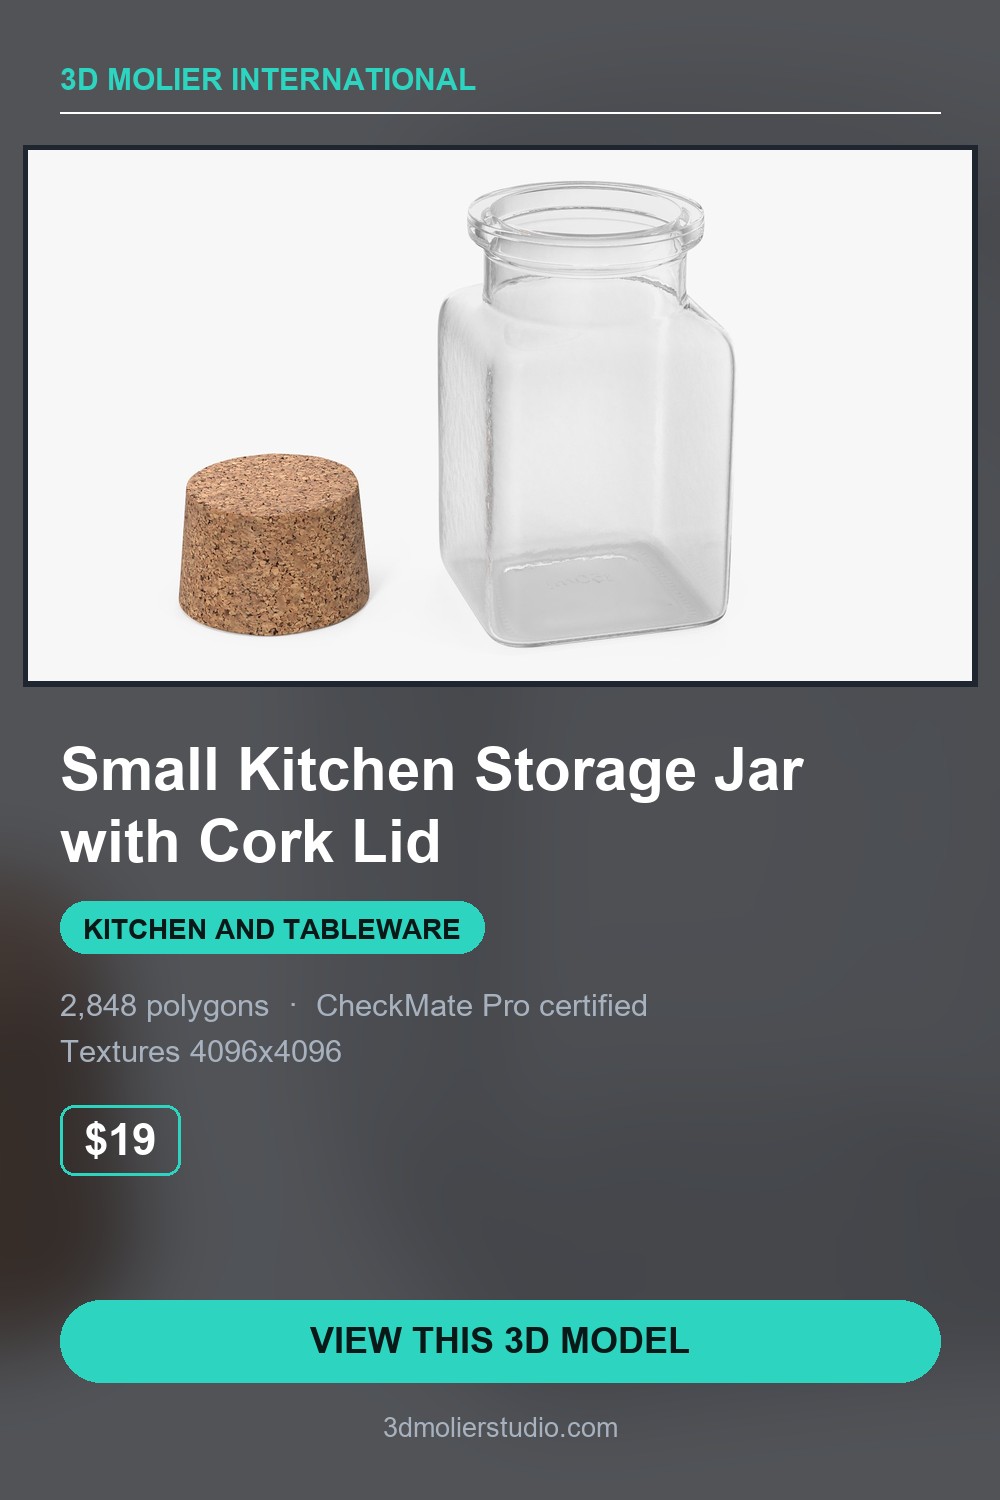 3D MOLIER INTERNATIONAL
Small Kitchen Storage Jar
with Cork Lid
KITCHEN AND TABLEWARE
2,848 polygons · CheckMate Pro certified
Textures 4096x4096
$19
VIEW THIS 3D MODEL
3dmolierstudio.com